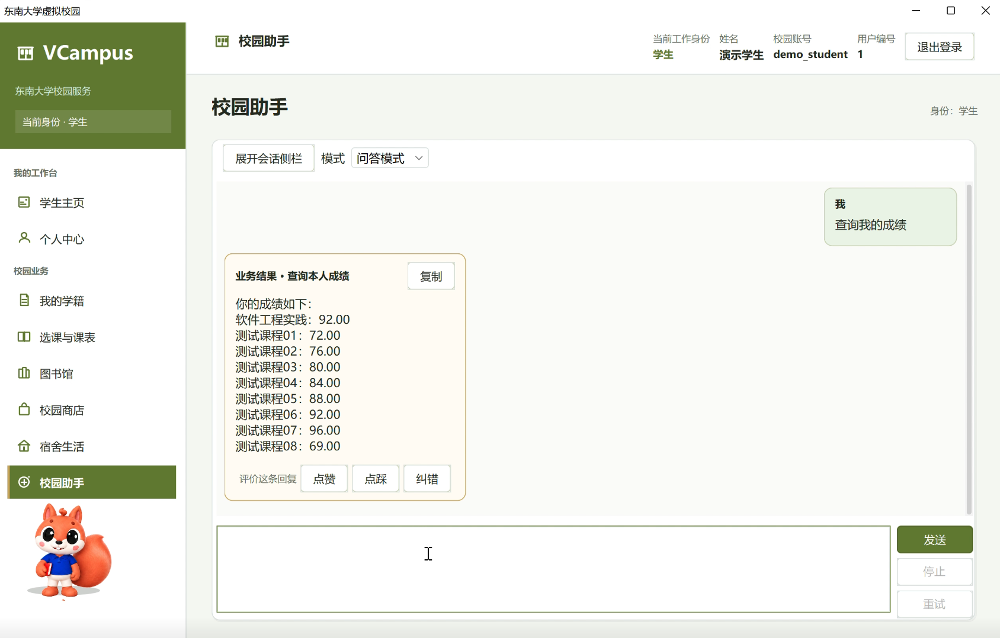 东南大学虚拟校园
VCampus
东南大学校园服务
当前身份 · 学生
我的工作台
学生主页
个人中心
校园业务
我的学籍
选课与课表
图书馆
校园商店
宿舍生活
校园助手
校园助手
当前工作身份
学生
姓名
演示学生
校园账号
demo_student
用户编号
1
退出登录
校园助手
身份：学生
展开会话侧栏
模式
问答模式
我
查询我的成绩
业务结果 · 查询本人成绩
复制
你的成绩如下：
软件工程实践：92.00
测试课程01：72.00
测试课程02：76.00
测试课程03：80.00
测试课程04：84.00
测试课程05：88.00
测试课程06：92.00
测试课程07：96.00
测试课程08：69.00
评价这条回复
点赞
点踩
纠错
发送
停止
重试